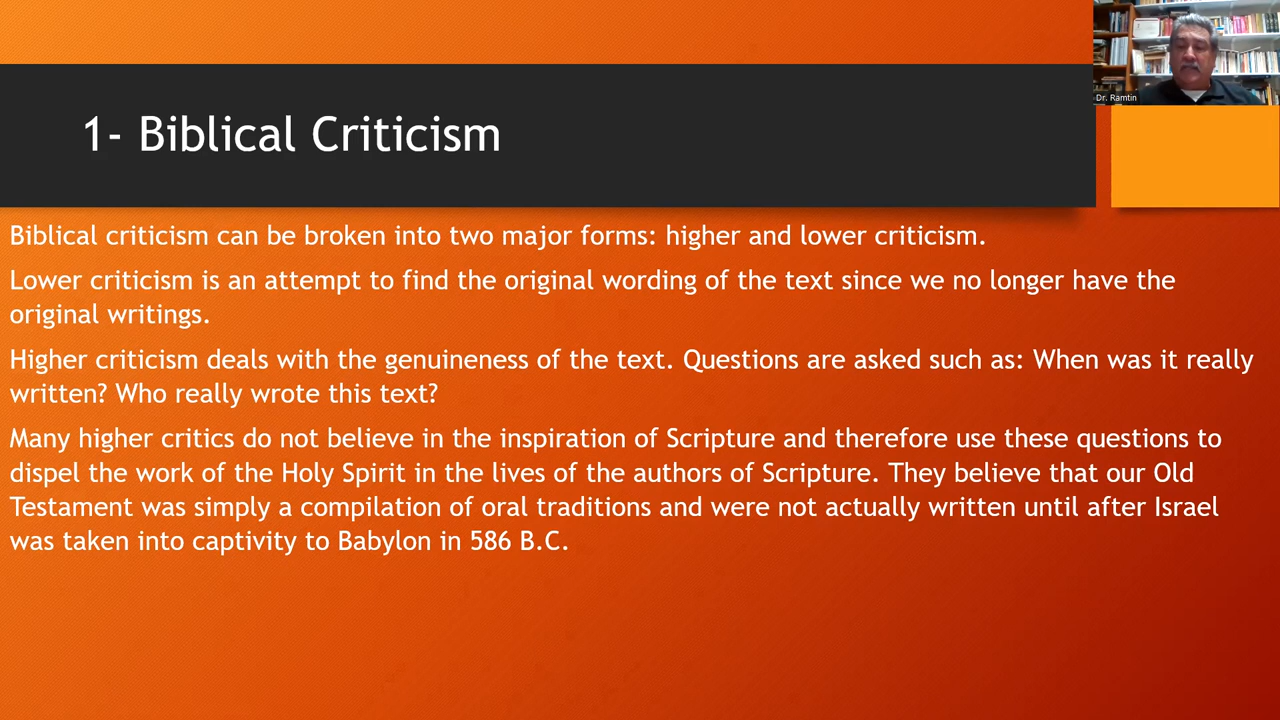 Dr. Ramtin
1- Biblical Criticism
Biblical criticism can be broken into two major forms: higher and lower criticism.
Lower criticism is an attempt to find the original wording of the text since we no longer have the
original writings.
Higher criticism deals with the genuineness of the text. Questions are asked such as: When was it really
written? Who really wrote this text?
Many higher critics do not believe in the inspiration of Scripture and therefore use these questions to
dispel the work of the Holy Spirit in the lives of the authors of Scripture. They believe that our Old
Testament was simply a compilation of oral traditions and were not actually written until after Israel
was taken into captivity to Babylon in 586 B.C.